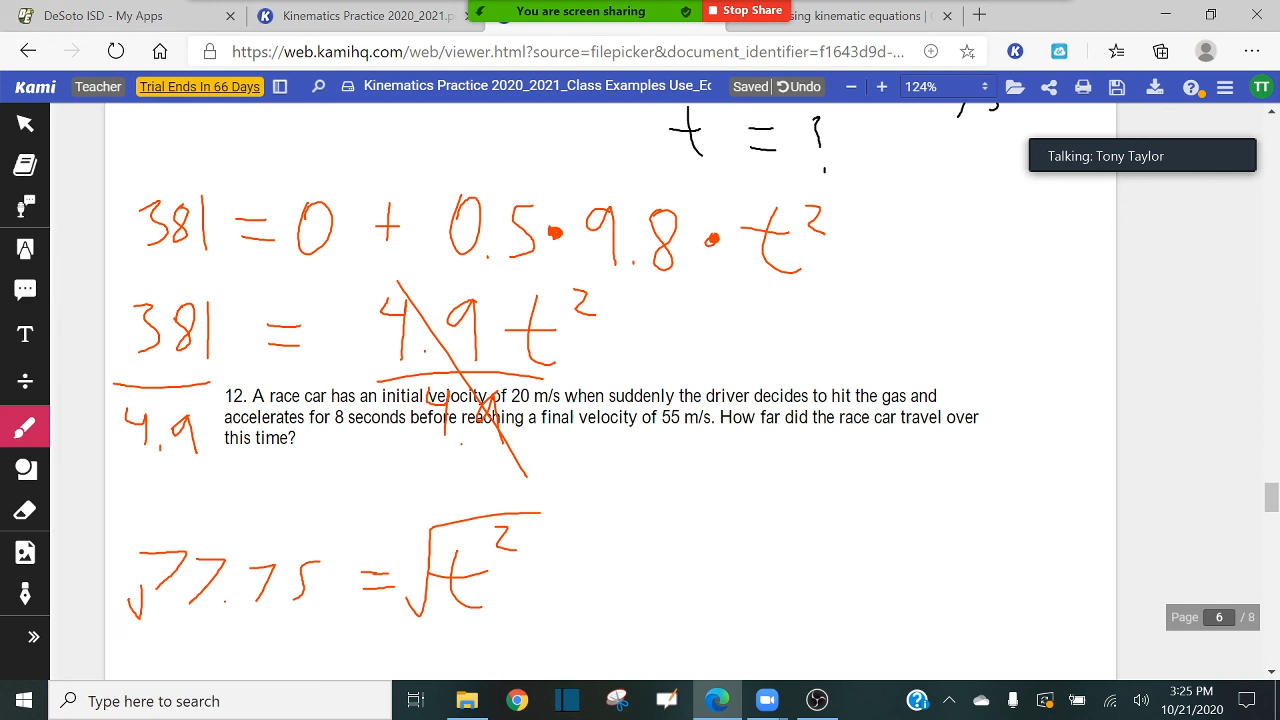 DeSoto ISD - My Apps
Kinematics Practice 2020_2021.p
You are screen sharing
Stop Share
sing kinematic equations | C
https://web.kamihq.com/web/viewer.html?source=filepicker&document_identifier=f1643d9d-...
Kami Teacher Trial Ends In 66 Days Kinematics Practice 2020_2021_Class Examples Use_Ec Saved Undo 124% TT
t = ?
Talking: Tony Taylor
381 = 0 + 0.5 • 9.8 • t²
381 = 4.9 t²
4.9 4.9
12. A race car has an initial velocity of 20 m/s when suddenly the driver decides to hit the gas and
accelerates for 8 seconds before reaching a final velocity of 55 m/s. How far did the race car travel over
this time?
√77.75 = √t²
Page 6 / 8
Type here to search
3:25 PM
10/21/2020